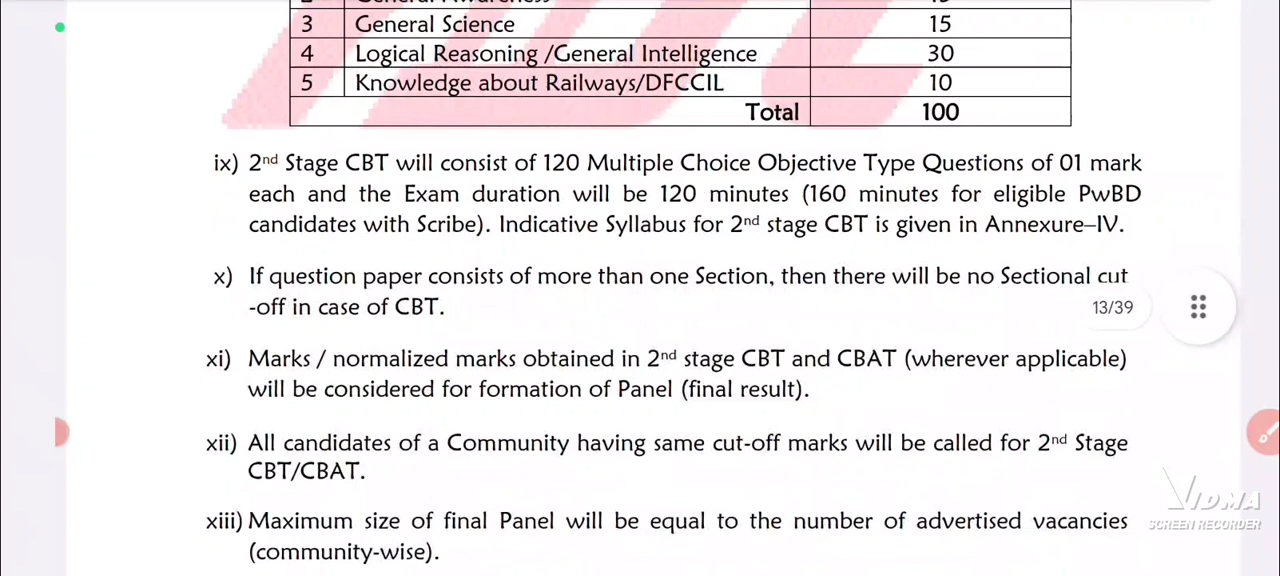 3 General Science 15
4 Logical Reasoning /General Intelligence 30
5 Knowledge about Railways/DFCCIL 10
Total 100
ix) 2nd Stage CBT will consist of 120 Multiple Choice Objective Type Questions of 01 mark
each and the Exam duration will be 120 minutes (160 minutes for eligible PwBD
candidates with Scribe). Indicative Syllabus for 2nd stage CBT is given in Annexure–IV.
x) If question paper consists of more than one Section, then there will be no Sectional cut
-off in case of CBT.
13/39
xi) Marks / normalized marks obtained in 2nd stage CBT and CBAT (wherever applicable)
will be considered for formation of Panel (final result).
xii) All candidates of a Community having same cut-off marks will be called for 2nd Stage
CBT/CBAT.
xiii) Maximum size of final Panel will be equal to the number of advertised vacancies
(community-wise).
VIDMA
SCREEN RECORDER